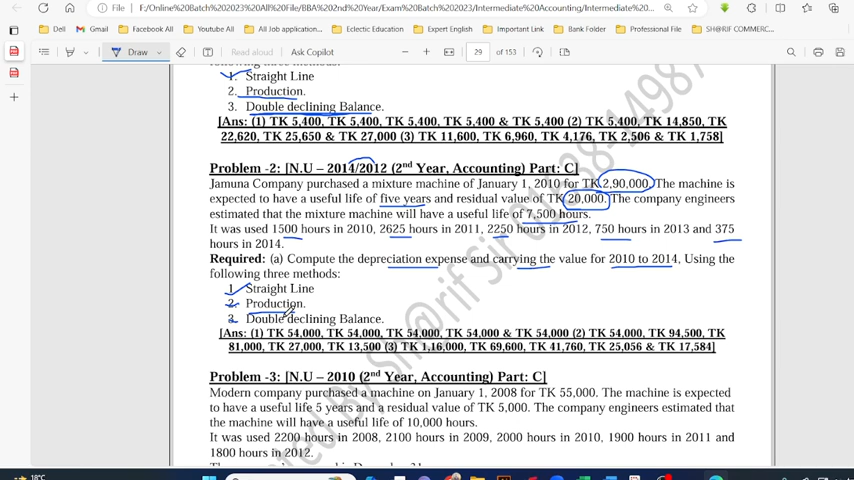 File
F:/Online%20Batch%202023%20All%20File/BBA%202nd%20Year/Exam%20Batch%202023/Intermediate%20Accounting/Intermediate%20
Dell
Gmail
Facebook All
Youtube All
All Job application...
Eclectic Education
Expert English
Important Link
Bank Folder
Professional File
SH@RIF COMMERC...
Draw
Read aloud
Ask Copilot
29 of 153
following three methods:
1. Straight Line
2. Production.
3. Double declining Balance.
[Ans: (1) TK 5,400, TK 5,400, TK 5,400, TK 5,400 & TK 5,400 (2) TK 5,400, TK 14,850, TK
22,620, TK 25,650 & TK 27,000 (3) TK 11,600, TK 6,960, TK 4,176, TK 2,506 & TK 1,758]
Problem -2: [N.U – 2014/2012 (2nd Year, Accounting) Part: C]
Jamuna Company purchased a mixture machine of January 1, 2010 for TK 2,90,000. The machine is
expected to have a useful life of five years and residual value of TK 20,000. The company engineers
estimated that the mixture machine will have a useful life of 7,500 hours.
It was used 1500 hours in 2010, 2625 hours in 2011, 2250 hours in 2012, 750 hours in 2013 and 375
hours in 2014.
Required: (a) Compute the depreciation expense and carrying the value for 2010 to 2014, Using the
following three methods:
1. Straight Line
2. Production.
3. Double declining Balance.
[Ans: (1) TK 54,000, TK 54,000, TK 54,000, TK 54,000 & TK 54,000 (2) TK 54,000, TK 94,500, TK
81,000, TK 27,000, TK 13,500 (3) TK 1,16,000, TK 69,600, TK 41,760, TK 25,056 & TK 17,584]
Problem -3: [N.U – 2010 (2nd Year, Accounting) Part: C]
Modern company purchased a machine on January 1, 2008 for TK 55,000. The machine is expected
to have a useful life 5 years and a residual value of TK 5,000. The company engineers estimated that
the machine will have a useful life of 10,000 hours.
It was used 2200 hours in 2008, 2100 hours in 2009, 2000 hours in 2010, 1900 hours in 2011 and
1800 hours in 2012.
18°C